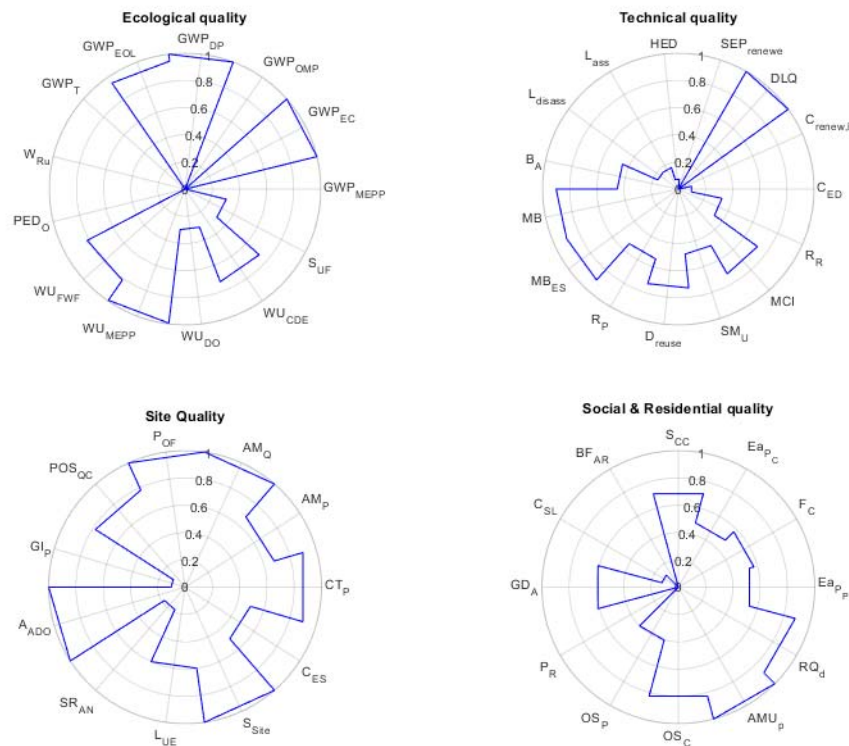 Ecological quality
GWP_DP
GWP_OMP
GWP_EC
GWP_MEPP
S_UF
WU_CDE
WU_DO
WU_MEPP
WU_FWF
PED_O
W_Ru
GWP_T
GWP_EOL
1
0.8
0.6
0.4
0.2
0
Technical quality
HED
SEP_renewe
DLQ
C_renew,i
C_ED
R_R
MCI
SM_U
D_reuse
R_P
MB_ES
MB
B_A
L_disass
L_ass
1
0.8
0.6
0.4
0.2
0
Site Quality
P_OF
AM_Q
AM_P
CT_P
C_ES
S_Site
L_UE
SR_AN
A_ADO
GI_P
POS_QC
1
0.8
0.6
0.4
0.2
0
Social & Residential quality
S_CC
Ea_P_C
F_C
Ea_P_P
RQ_d
AMU_p
OS_C
OS_P
P_R
GD_A
C_SL
BF_AR
1
0.8
0.6
0.4
0.2
0